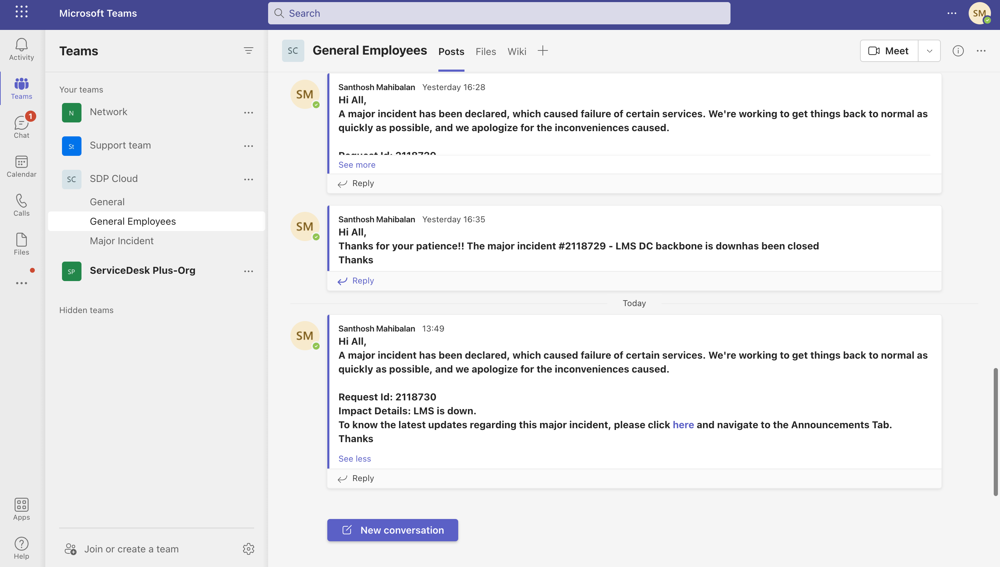 Microsoft Teams
Search
SM
Activity
Teams
1
Chat
Calendar
Calls
Files
Apps
Help
Teams
Your teams
N Network
St Support team
SC SDP Cloud
General
General Employees
Major Incident
SP ServiceDesk Plus-Org
Hidden teams
Join or create a team
SC General Employees Posts Files Wiki
Meet
SM
Santhosh Mahibalan Yesterday 16:28
Hi All,
A major incident has been declared, which caused failure of certain services. We're working to get things back to normal as
quickly as possible, and we apologize for the inconveniences caused.
Request Id: 2118729
See more
Reply
SM
Santhosh Mahibalan Yesterday 16:35
Hi All,
Thanks for your patience!! The major incident #2118729 - LMS DC backbone is downhas been closed
Thanks
Reply
Today
SM
Santhosh Mahibalan 13:49
Hi All,
A major incident has been declared, which caused failure of certain services. We're working to get things back to normal as
quickly as possible, and we apologize for the inconveniences caused.
Request Id: 2118730
Impact Details: LMS is down.
To know the latest updates regarding this major incident, please click here and navigate to the Announcements Tab.
Thanks
See less
Reply
New conversation